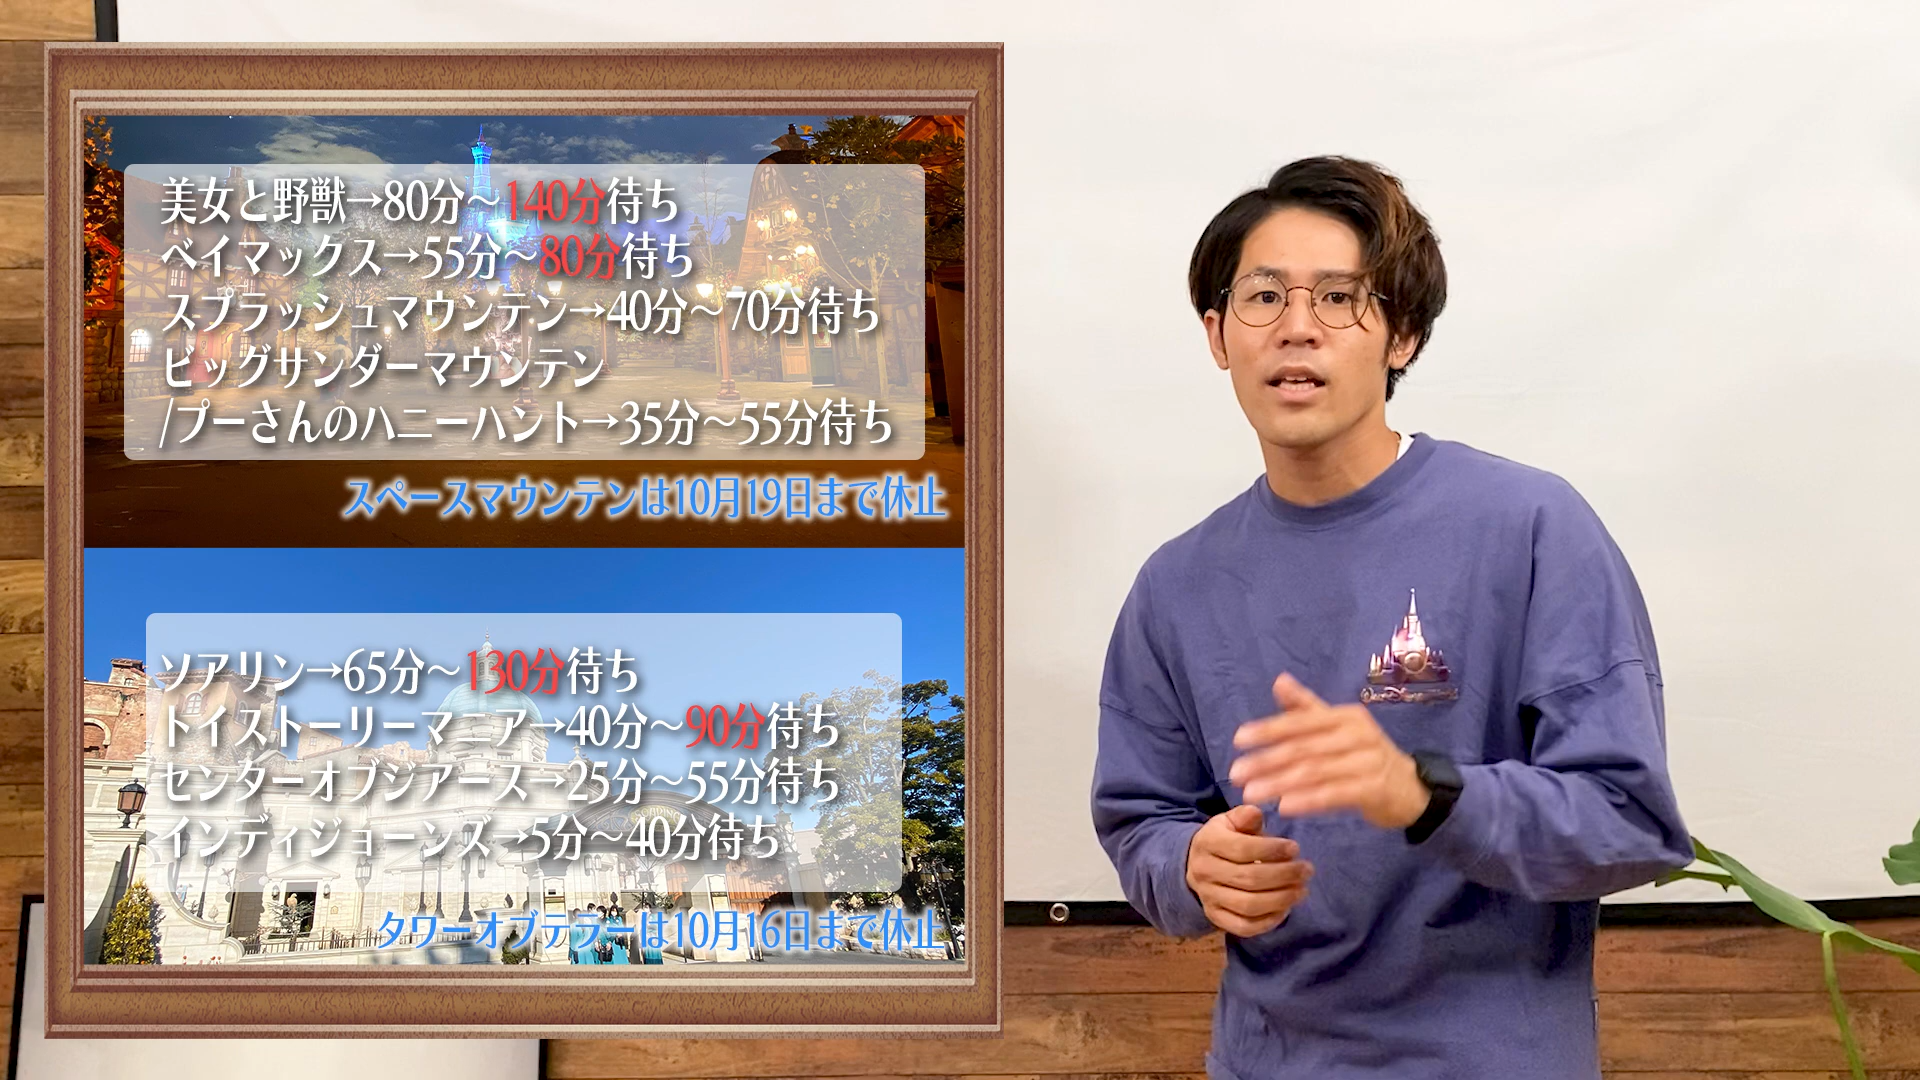 美女と野獣→80分～140分待ち
ベイマックス→55分～80分待ち
スプラッシュマウンテン→40分～70分待ち
ビッグサンダーマウンテン
/プーさんのハニーハント→35分～55分待ち
スペースマウンテンは10月19日まで休止
ソアリン→65分～130分待ち
トイストーリーマニア→40分～90分待ち
センターオブジアース→25分～55分待ち
インディジョーンズ→5分～40分待ち
タワーオブテラーは10月16日まで休止